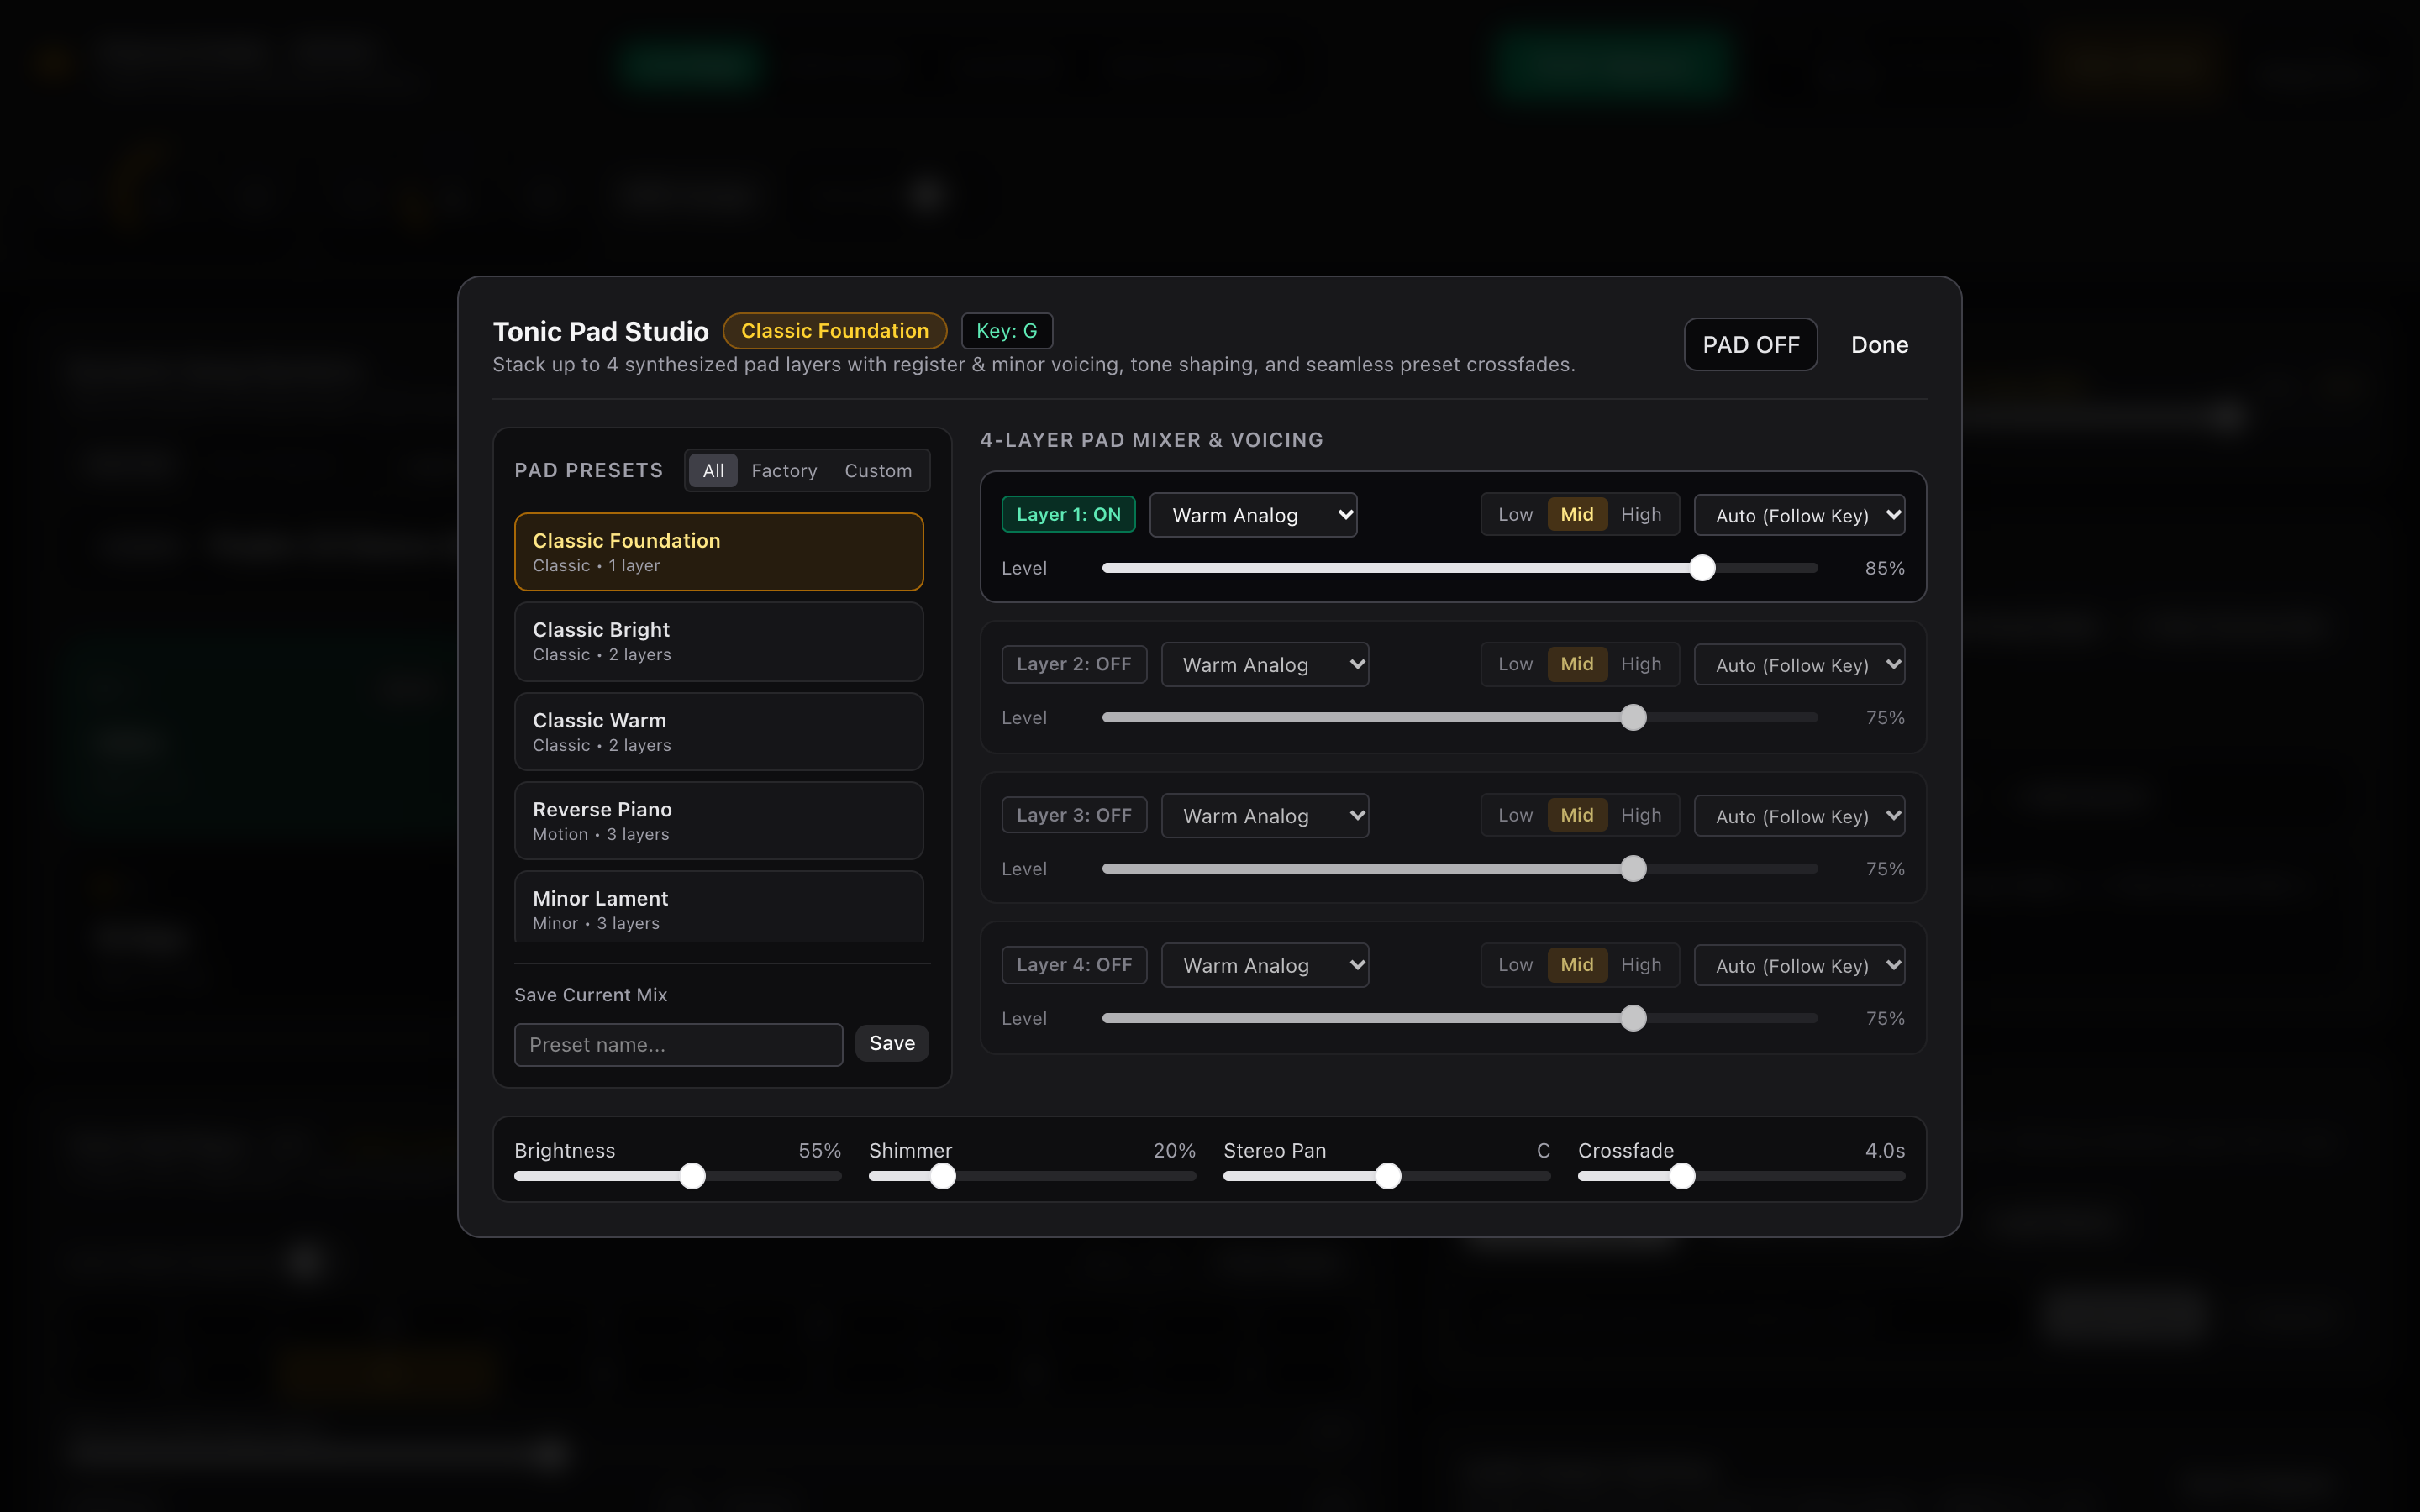 Tonic Pad Studio Classic Foundation Key: G
Stack up to 4 synthesized pad layers with register & minor voicing, tone shaping, and seamless preset crossfades.
PAD OFF Done
PAD PRESETS All Factory Custom
Classic Foundation
Classic • 1 layer
Classic Bright
Classic • 2 layers
Classic Warm
Classic • 2 layers
Reverse Piano
Motion • 3 layers
Minor Lament
Minor • 3 layers
Save Current Mix
Preset name... Save
4-LAYER PAD MIXER & VOICING
Layer 1: ON Warm Analog Low Mid High Auto (Follow Key)
Level 85%
Layer 2: OFF Warm Analog Low Mid High Auto (Follow Key)
Level 75%
Layer 3: OFF Warm Analog Low Mid High Auto (Follow Key)
Level 75%
Layer 4: OFF Warm Analog Low Mid High Auto (Follow Key)
Level 75%
Brightness 55% Shimmer 20% Stereo Pan C Crossfade 4.0s